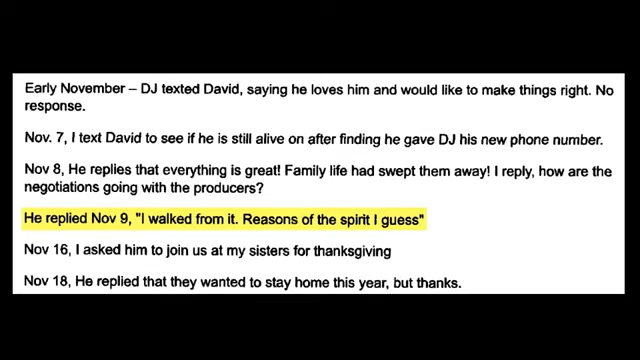 Early November – DJ texted David, saying he loves him and would like to make things right. No
response.
Nov. 7, I text David to see if he is still alive on after finding he gave DJ his new phone number.
Nov 8, He replies that everything is great! Family life had swept them away! I reply, how are the
negotiations going with the producers?
He replied Nov 9, "I walked from it. Reasons of the spirit I guess"
Nov 16, I asked him to join us at my sisters for thanksgiving
Nov 18, He replied that they wanted to stay home this year, but thanks.